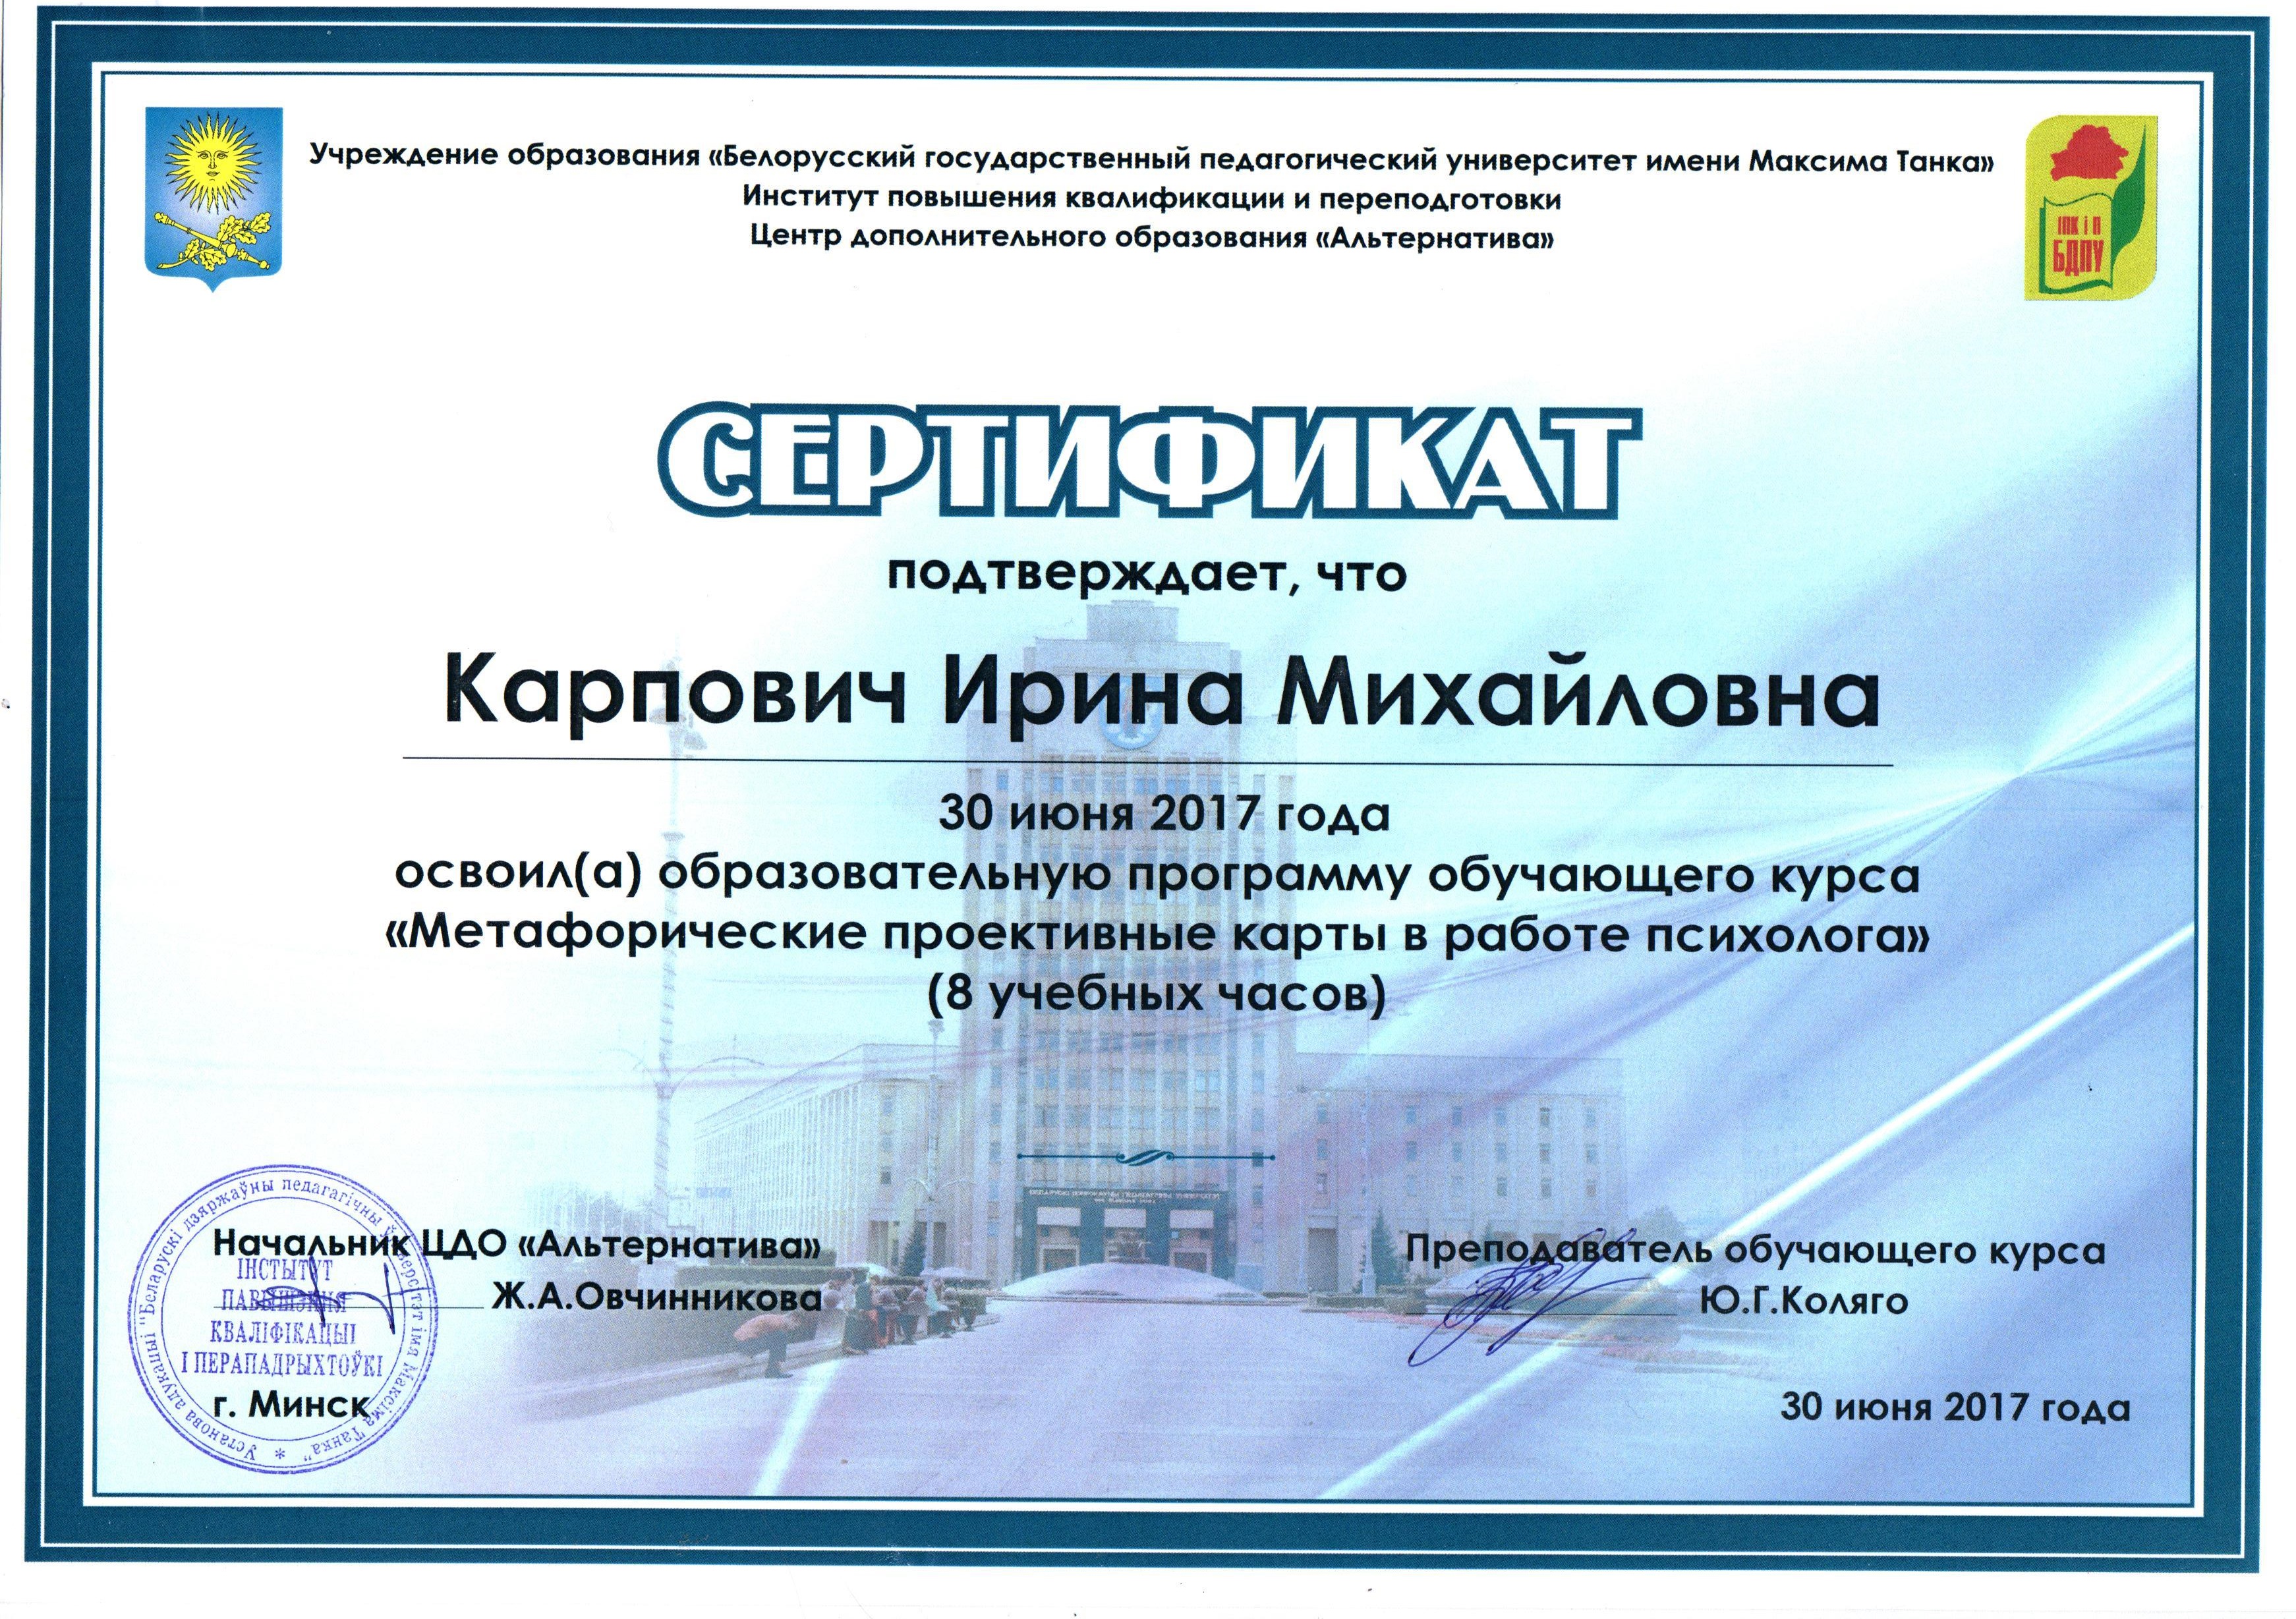 Учреждение образования «Белорусский государственный педагогический университет имени Максима Танка»
Институт повышения квалификации и переподготовки
Центр дополнительного образования «Альтернатива»
ІПК і П
БДПУ
СЕРТИФИКАТ
подтверждает, что
Карпович Ирина Михайловна
30 июня 2017 года
освоил(а) образовательную программу обучающего курса
«Метафорические проективные карты в работе психолога»
(8 учебных часов)
Начальник ЦДО «Альтернатива»
Ж.А.Овчинникова
Преподаватель обучающего курса
Ю.Г.Коляго
г. Минск
30 июня 2017 года
Установа адукацыі "Беларускі дзяржаўны педагагічны ўніверсітэт імя Максіма Танка" *
ІНСТЫТУТ
ПАВЫШЭННЯ
КВАЛІФІКАЦЫІ
І ПЕРАПАДРЫХТОЎКІ